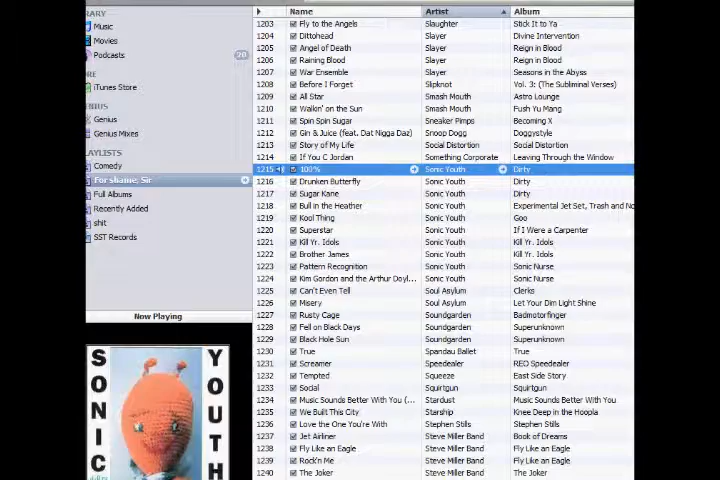 RARY
Music
Movies
Podcasts 20
ORE
iTunes Store
ENIUS
Genius
Genius Mixes
LAYLISTS
Comedy
For shame, Sir
Full Albums
Recently Added
shit
SST Records
Now Playing
SONIC
YOUTH
Name Artist Album
1203 Fly to the Angels Slaughter Stick It to Ya
1204 Dittohead Slayer Divine Intervention
1205 Angel of Death Slayer Reign in Blood
1206 Raining Blood Slayer Reign in Blood
1207 War Ensemble Slayer Seasons in the Abyss
1208 Before I Forget Slipknot Vol. 3: (The Subliminal Verses)
1209 All Star Smash Mouth Astro Lounge
1210 Walkin' on the Sun Smash Mouth Fush Yu Mang
1211 Spin Spin Sugar Sneaker Pimps Becoming X
1212 Gin & Juice (feat. Dat Nigga Daz) Snoop Dogg Doggystyle
1213 Story of My Life Social Distortion Social Distortion
1214 If You C Jordan Something Corporate Leaving Through the Window
1215 100% Sonic Youth Dirty
1216 Drunken Butterfly Sonic Youth Dirty
1217 Sugar Kane Sonic Youth Dirty
1218 Bull in the Heather Sonic Youth Experimental Jet Set, Trash and No
1219 Kool Thing Sonic Youth Goo
1220 Superstar Sonic Youth If I Were a Carpenter
1221 Kill Yr. Idols Sonic Youth Kill Yr. Idols
1222 Brother James Sonic Youth Kill Yr. Idols
1223 Pattern Recognition Sonic Youth Sonic Nurse
1224 Kim Gordon and the Arthur Doyl... Sonic Youth Sonic Nurse
1225 Can't Even Tell Soul Asylum Clerks
1226 Misery Soul Asylum Let Your Dim Light Shine
1227 Rusty Cage Soundgarden Badmotorfinger
1228 Fell on Black Days Soundgarden Superunknown
1229 Black Hole Sun Soundgarden Superunknown
1230 True Spandau Ballet True
1231 Screamer Speedealer REO Speedealer
1232 Tempted Squeeze East Side Story
1233 Social Squirtgun Squirtgun
1234 Music Sounds Better With You (... Stardust Music Sounds Better With You
1235 We Built This City Starship Knee Deep in the Hoopla
1236 Love the One You're With Stephen Stills Stephen Stills
1237 Jet Airliner Steve Miller Band Book of Dreams
1238 Fly Like an Eagle Steve Miller Band Fly Like an Eagle
1239 Rock'n Me Steve Miller Band Fly Like an Eagle
1240 The Joker Steve Miller Band The Joker